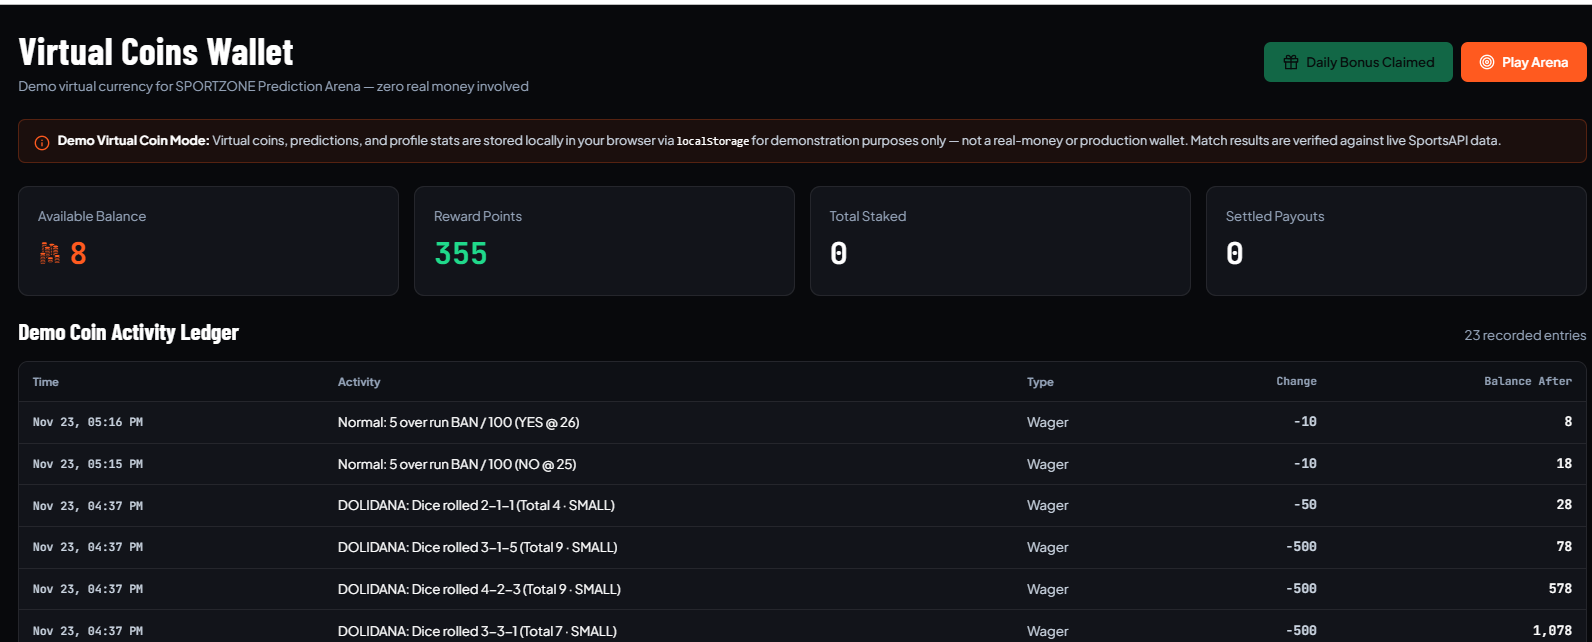 Virtual Coins Wallet
Demo virtual currency for SPORTZONE Prediction Arena — zero real money involved
Daily Bonus Claimed
Play Arena
Demo Virtual Coin Mode: Virtual coins, predictions, and profile stats are stored locally in your browser via localStorage for demonstration purposes only — not a real-money or production wallet. Match results are verified against live SportsAPI data.
Available Balance
8
Reward Points
355
Total Staked
0
Settled Payouts
0
Demo Coin Activity Ledger
23 recorded entries
Time Activity Type Change Balance After
Nov 23, 05:16 PM Normal: 5 over run BAN / 100 (YES @ 26) Wager -10 8
Nov 23, 05:15 PM Normal: 5 over run BAN / 100 (NO @ 25) Wager -10 18
Nov 23, 04:37 PM DOLIDANA: Dice rolled 2-1-1 (Total 4 · SMALL) Wager -50 28
Nov 23, 04:37 PM DOLIDANA: Dice rolled 3-1-5 (Total 9 · SMALL) Wager -500 78
Nov 23, 04:37 PM DOLIDANA: Dice rolled 4-2-3 (Total 9 · SMALL) Wager -500 578
Nov 23, 04:37 PM DOLIDANA: Dice rolled 3-3-1 (Total 7 · SMALL) Wager -500 1,078